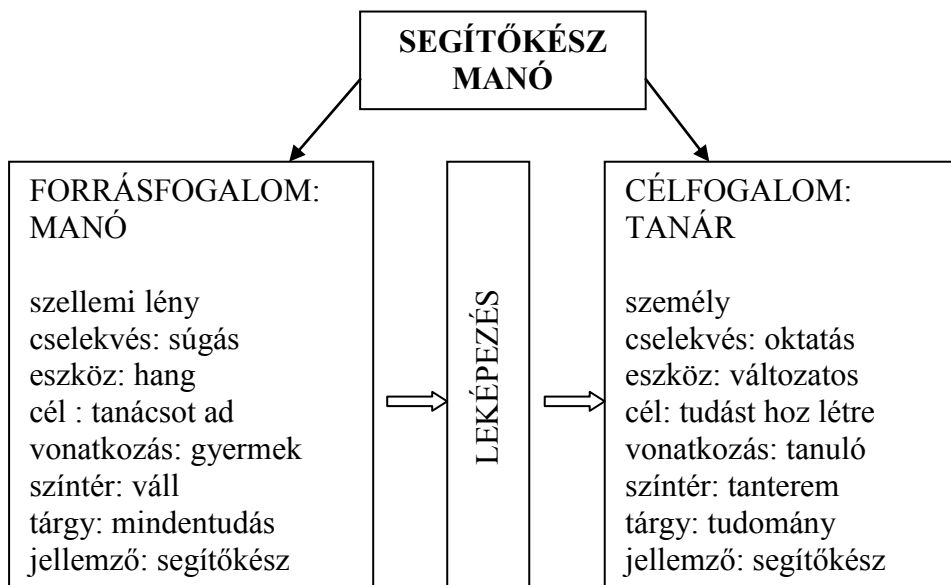 SEGÍTŐKÉSZ
MANÓ
FORRÁSFOGALOM:
MANÓ
szellemi lény
cselekvés: súgás
eszköz: hang
cél : tanácsot ad
vonatkozás: gyermek
színtér: váll
tárgy: mindentudás
jellemző: segítőkész
LEKÉPEZÉS
CÉLFOGALOM:
TANÁR
személy
cselekvés: oktatás
eszköz: változatos
cél: tudást hoz létre
vonatkozás: tanuló
színtér: tanterem
tárgy: tudomány
jellemző: segítőkész